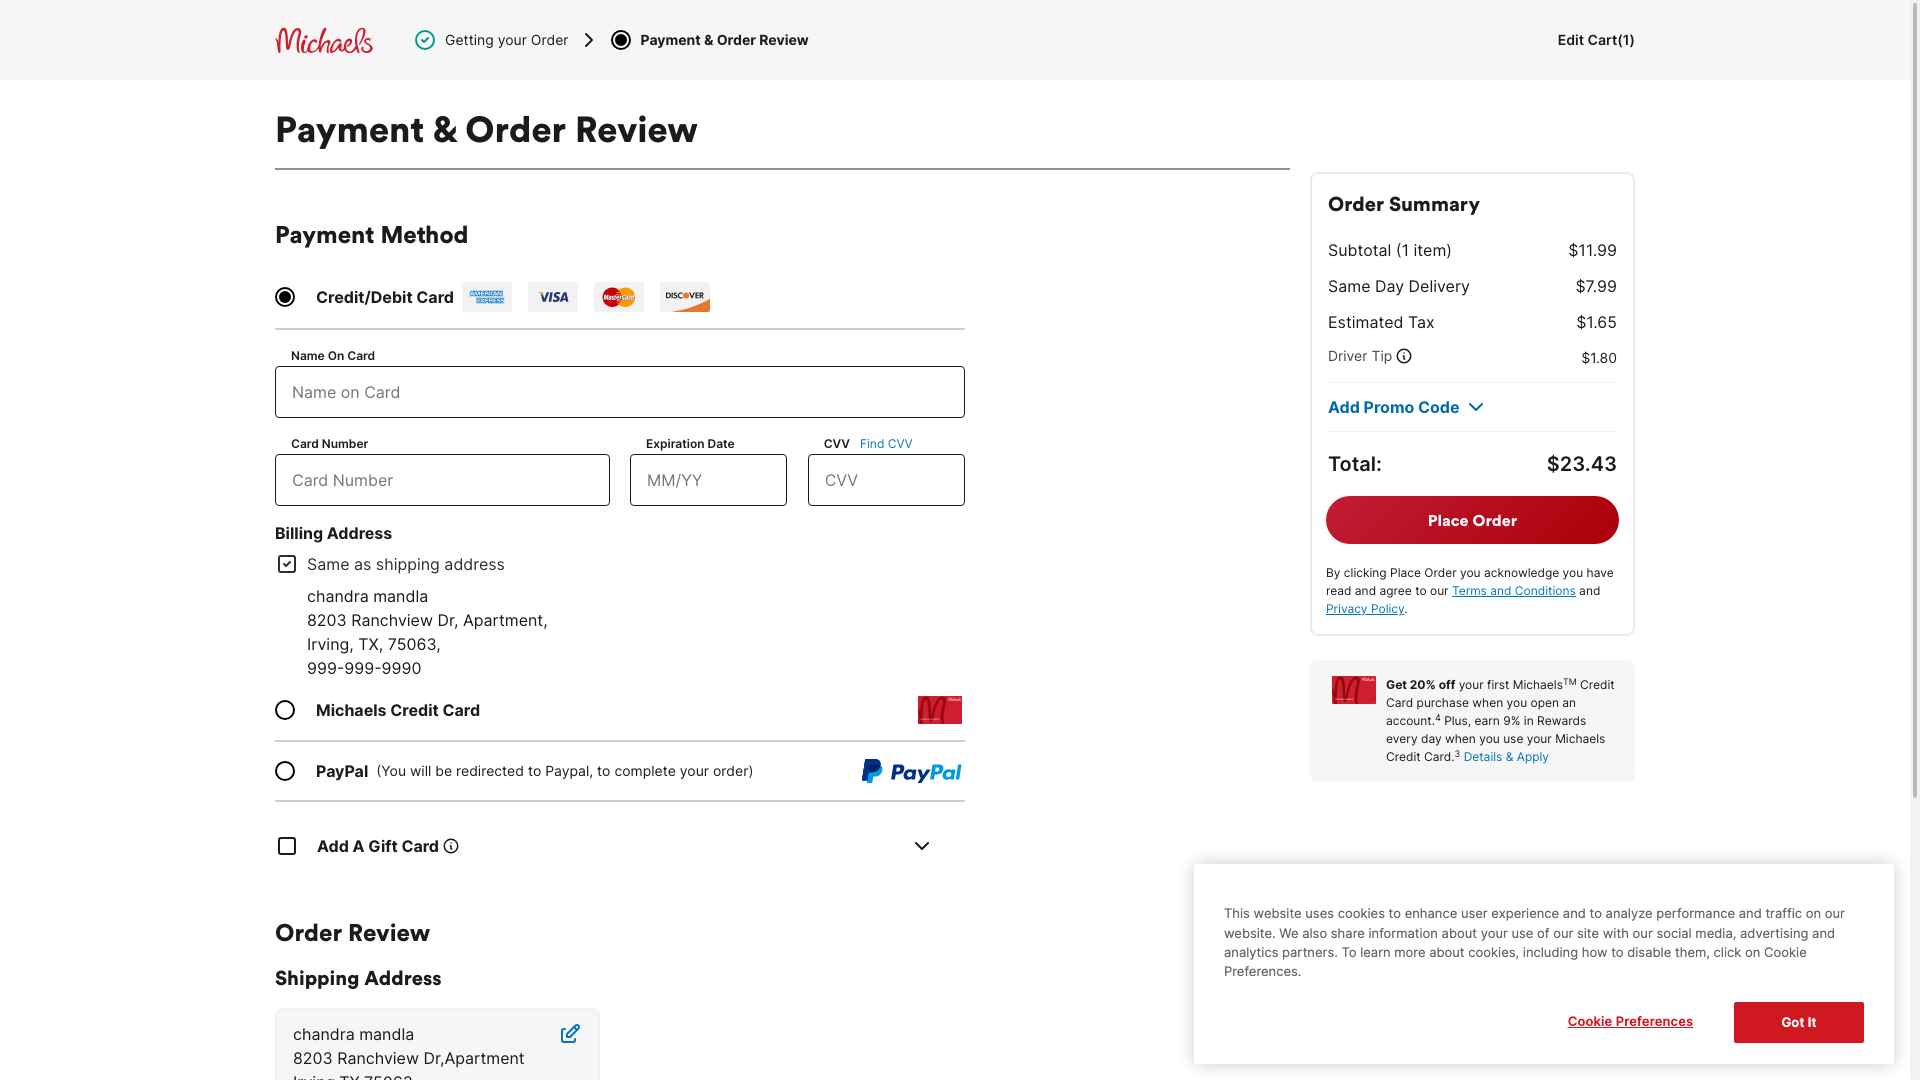 Michaels
Getting your Order
Payment & Order Review
Edit Cart(1)
Payment & Order Review
Payment Method
Credit/Debit Card
AMERICAN EXPRESS
VISA
MasterCard
DISCOVER
Name On Card
Name on Card
Card Number
Expiration Date
CVV Find CVV
Card Number
MM/YY
CVV
Billing Address
Same as shipping address
chandra mandla
8203 Ranchview Dr, Apartment,
Irving, TX, 75063,
999-999-9990
Michaels Credit Card
PayPal (You will be redirected to Paypal, to complete your order)
PayPal
Add A Gift Card
Order Review
Shipping Address
chandra mandla
8203 Ranchview Dr,Apartment
Irving TX 75063
Order Summary
Subtotal (1 item) $11.99
Same Day Delivery $7.99
Estimated Tax $1.65
Driver Tip $1.80
Add Promo Code
Total: $23.43
Place Order
By clicking Place Order you acknowledge you have
read and agree to our Terms and Conditions and
Privacy Policy.
Get 20% off your first Michaels™ Credit
Card purchase when you open an
account.⁴ Plus, earn 9% in Rewards
every day when you use your Michaels
Credit Card.³ Details & Apply
This website uses cookies to enhance user experience and to analyze performance and traffic on our
website. We also share information about your use of our site with our social media, advertising and
analytics partners. To learn more about cookies, including how to disable them, click on Cookie
Preferences.
Cookie Preferences
Got It